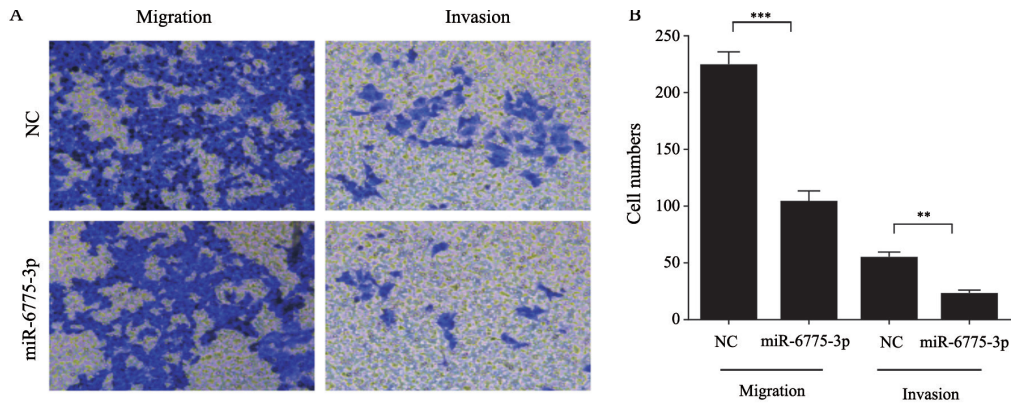 A
Migration
Invasion
NC
miR-6775-3p
B
***
**
250
200
150
100
50
0
Cell numbers
NC
miR-6775-3p
NC
miR-6775-3p
Migration
Invasion